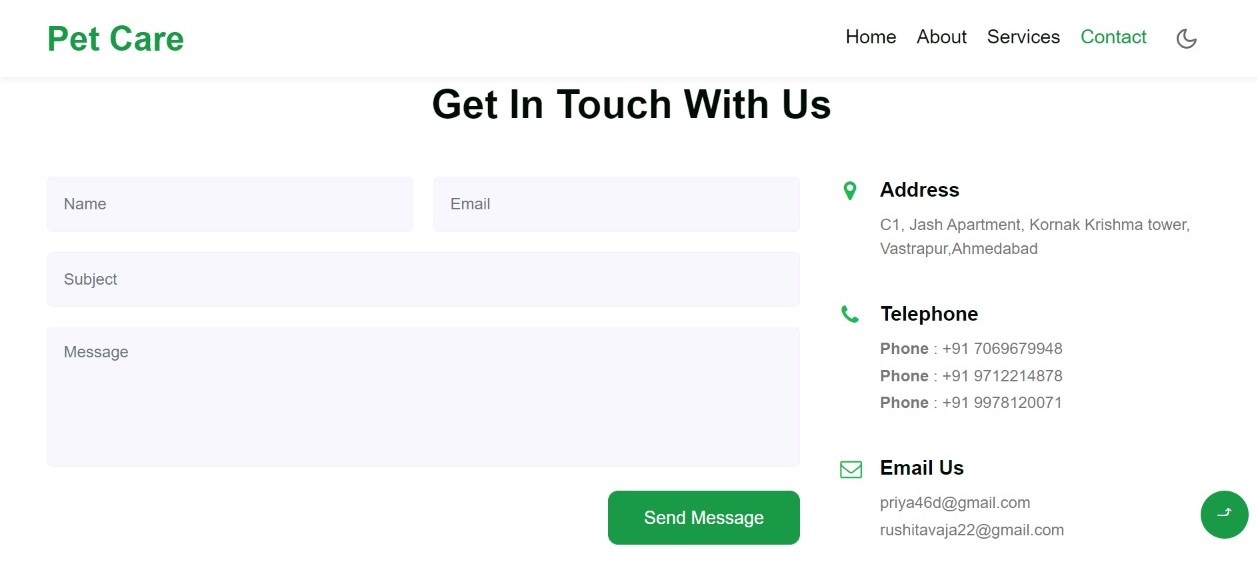 Pet Care
Home About Services Contact
Get In Touch With Us
Name
Email
Subject
Message
Send Message
Address
C1, Jash Apartment, Kornak Krishma tower,
Vastrapur,Ahmedabad
Telephone
Phone : +91 7069679948
Phone : +91 9712214878
Phone : +91 9978120071
Email Us
priya46d@gmail.com
rushitavaja22@gmail.com